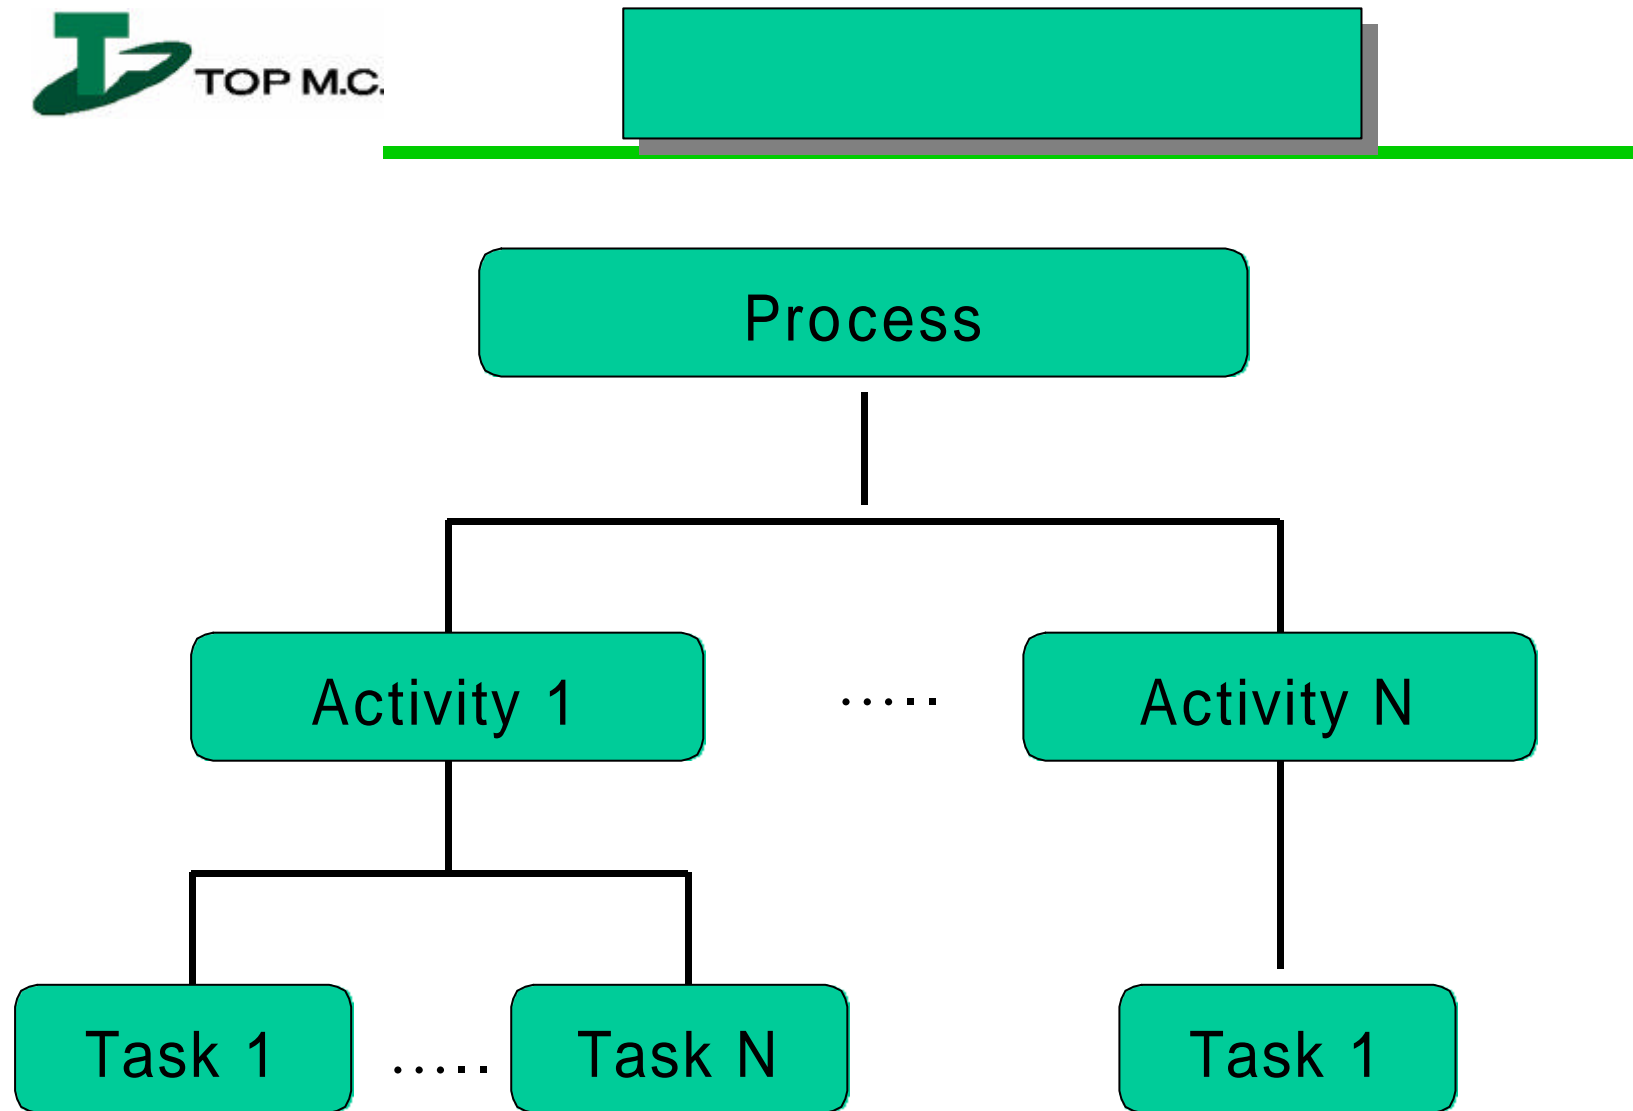 TOP M.C.
Process
Activity 1 ..... Activity N
Task 1 ..... Task N Task 1